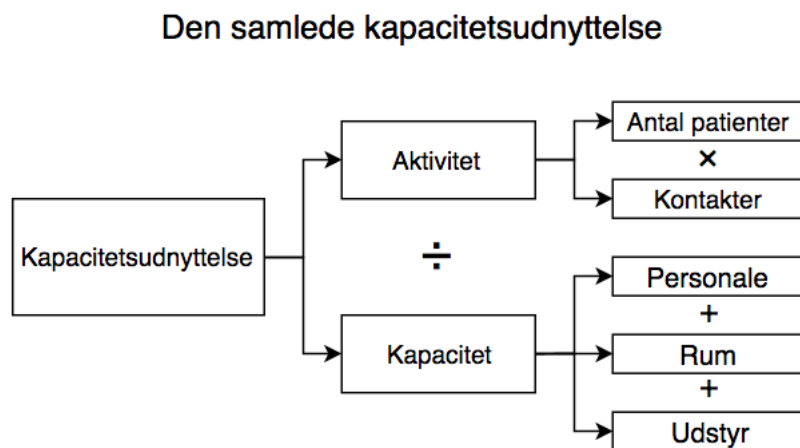 Den samlede kapacitetsudnyttelse
Kapacitetsudnyttelse
Aktivitet
÷
Kapacitet
Antal patienter
×
Kontakter
Personale
+
Rum
+
Udstyr